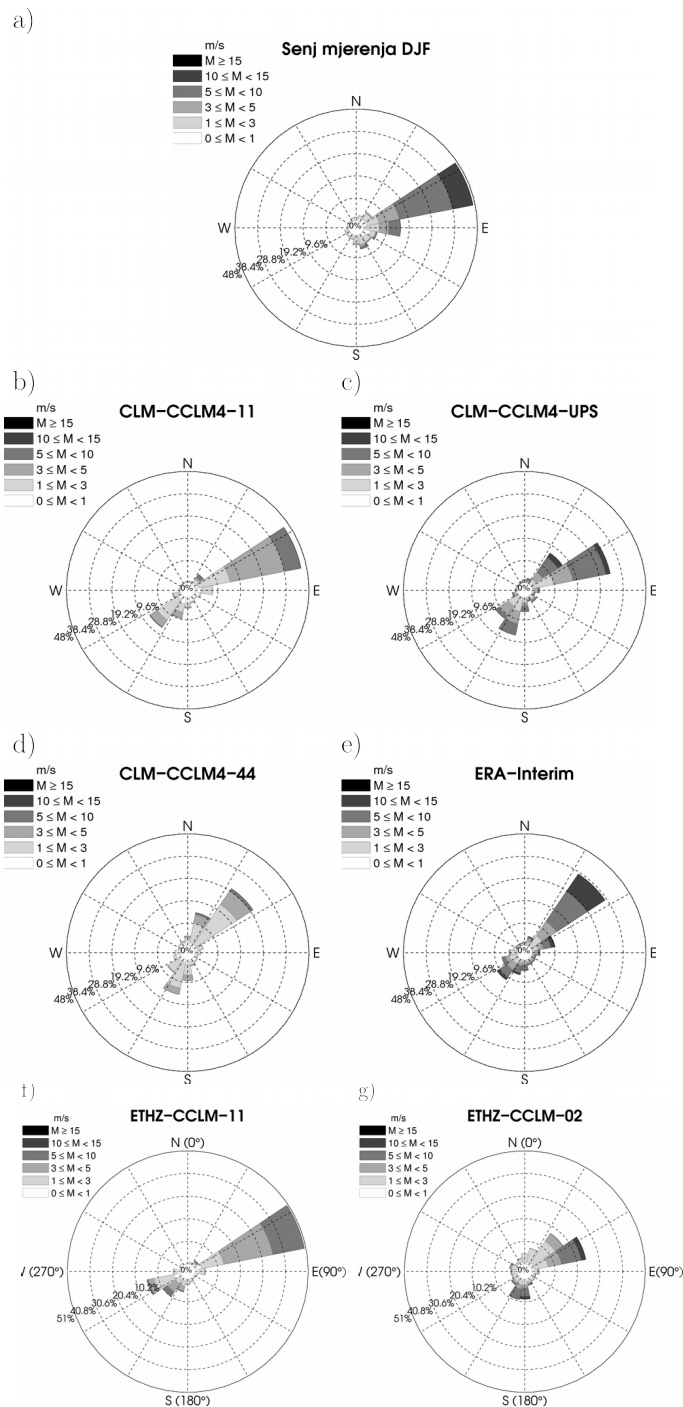 a)
Senj mjerenja DJF
m/s
M ≥ 15
10 ≤ M < 15
5 ≤ M < 10
3 ≤ M < 5
1 ≤ M < 3
0 ≤ M < 1
N
W
E
S
0%
9.6%
19.2%
28.8%
38.4%
48%
b)
CLM−CCLM4−11
m/s
M ≥ 15
10 ≤ M < 15
5 ≤ M < 10
3 ≤ M < 5
1 ≤ M < 3
0 ≤ M < 1
N
W
E
S
0%
9.6%
19.2%
28.8%
38.4%
48%
c)
CLM−CCLM4−UPS
m/s
M ≥ 15
10 ≤ M < 15
5 ≤ M < 10
3 ≤ M < 5
1 ≤ M < 3
0 ≤ M < 1
N
W
E
S
0%
9.6%
19.2%
28.8%
38.4%
48%
d)
CLM−CCLM4−44
m/s
M ≥ 15
10 ≤ M < 15
5 ≤ M < 10
3 ≤ M < 5
1 ≤ M < 3
0 ≤ M < 1
N
W
E
S
0%
9.6%
19.2%
28.8%
38.4%
48%
e)
ERA−Interim
m/s
M ≥ 15
10 ≤ M < 15
5 ≤ M < 10
3 ≤ M < 5
1 ≤ M < 3
0 ≤ M < 1
N
W
E
S
0%
9.6%
19.2%
28.8%
38.4%
48%
f)
ETHZ−CCLM−11
m/s
M ≥ 15
10 ≤ M < 15
5 ≤ M < 10
3 ≤ M < 5
1 ≤ M < 3
0 ≤ M < 1
N (0°)
(270°)
E(90°)
S (180°)
0%
10.2%
20.4%
30.6%
40.8%
51%
g)
ETHZ−CCLM−02
m/s
M ≥ 15
10 ≤ M < 15
5 ≤ M < 10
3 ≤ M < 5
1 ≤ M < 3
0 ≤ M < 1
N (0°)
(270°)
E(90°)
S (180°)
0%
10.2%
20.4%
30.6%
40.8%
51%